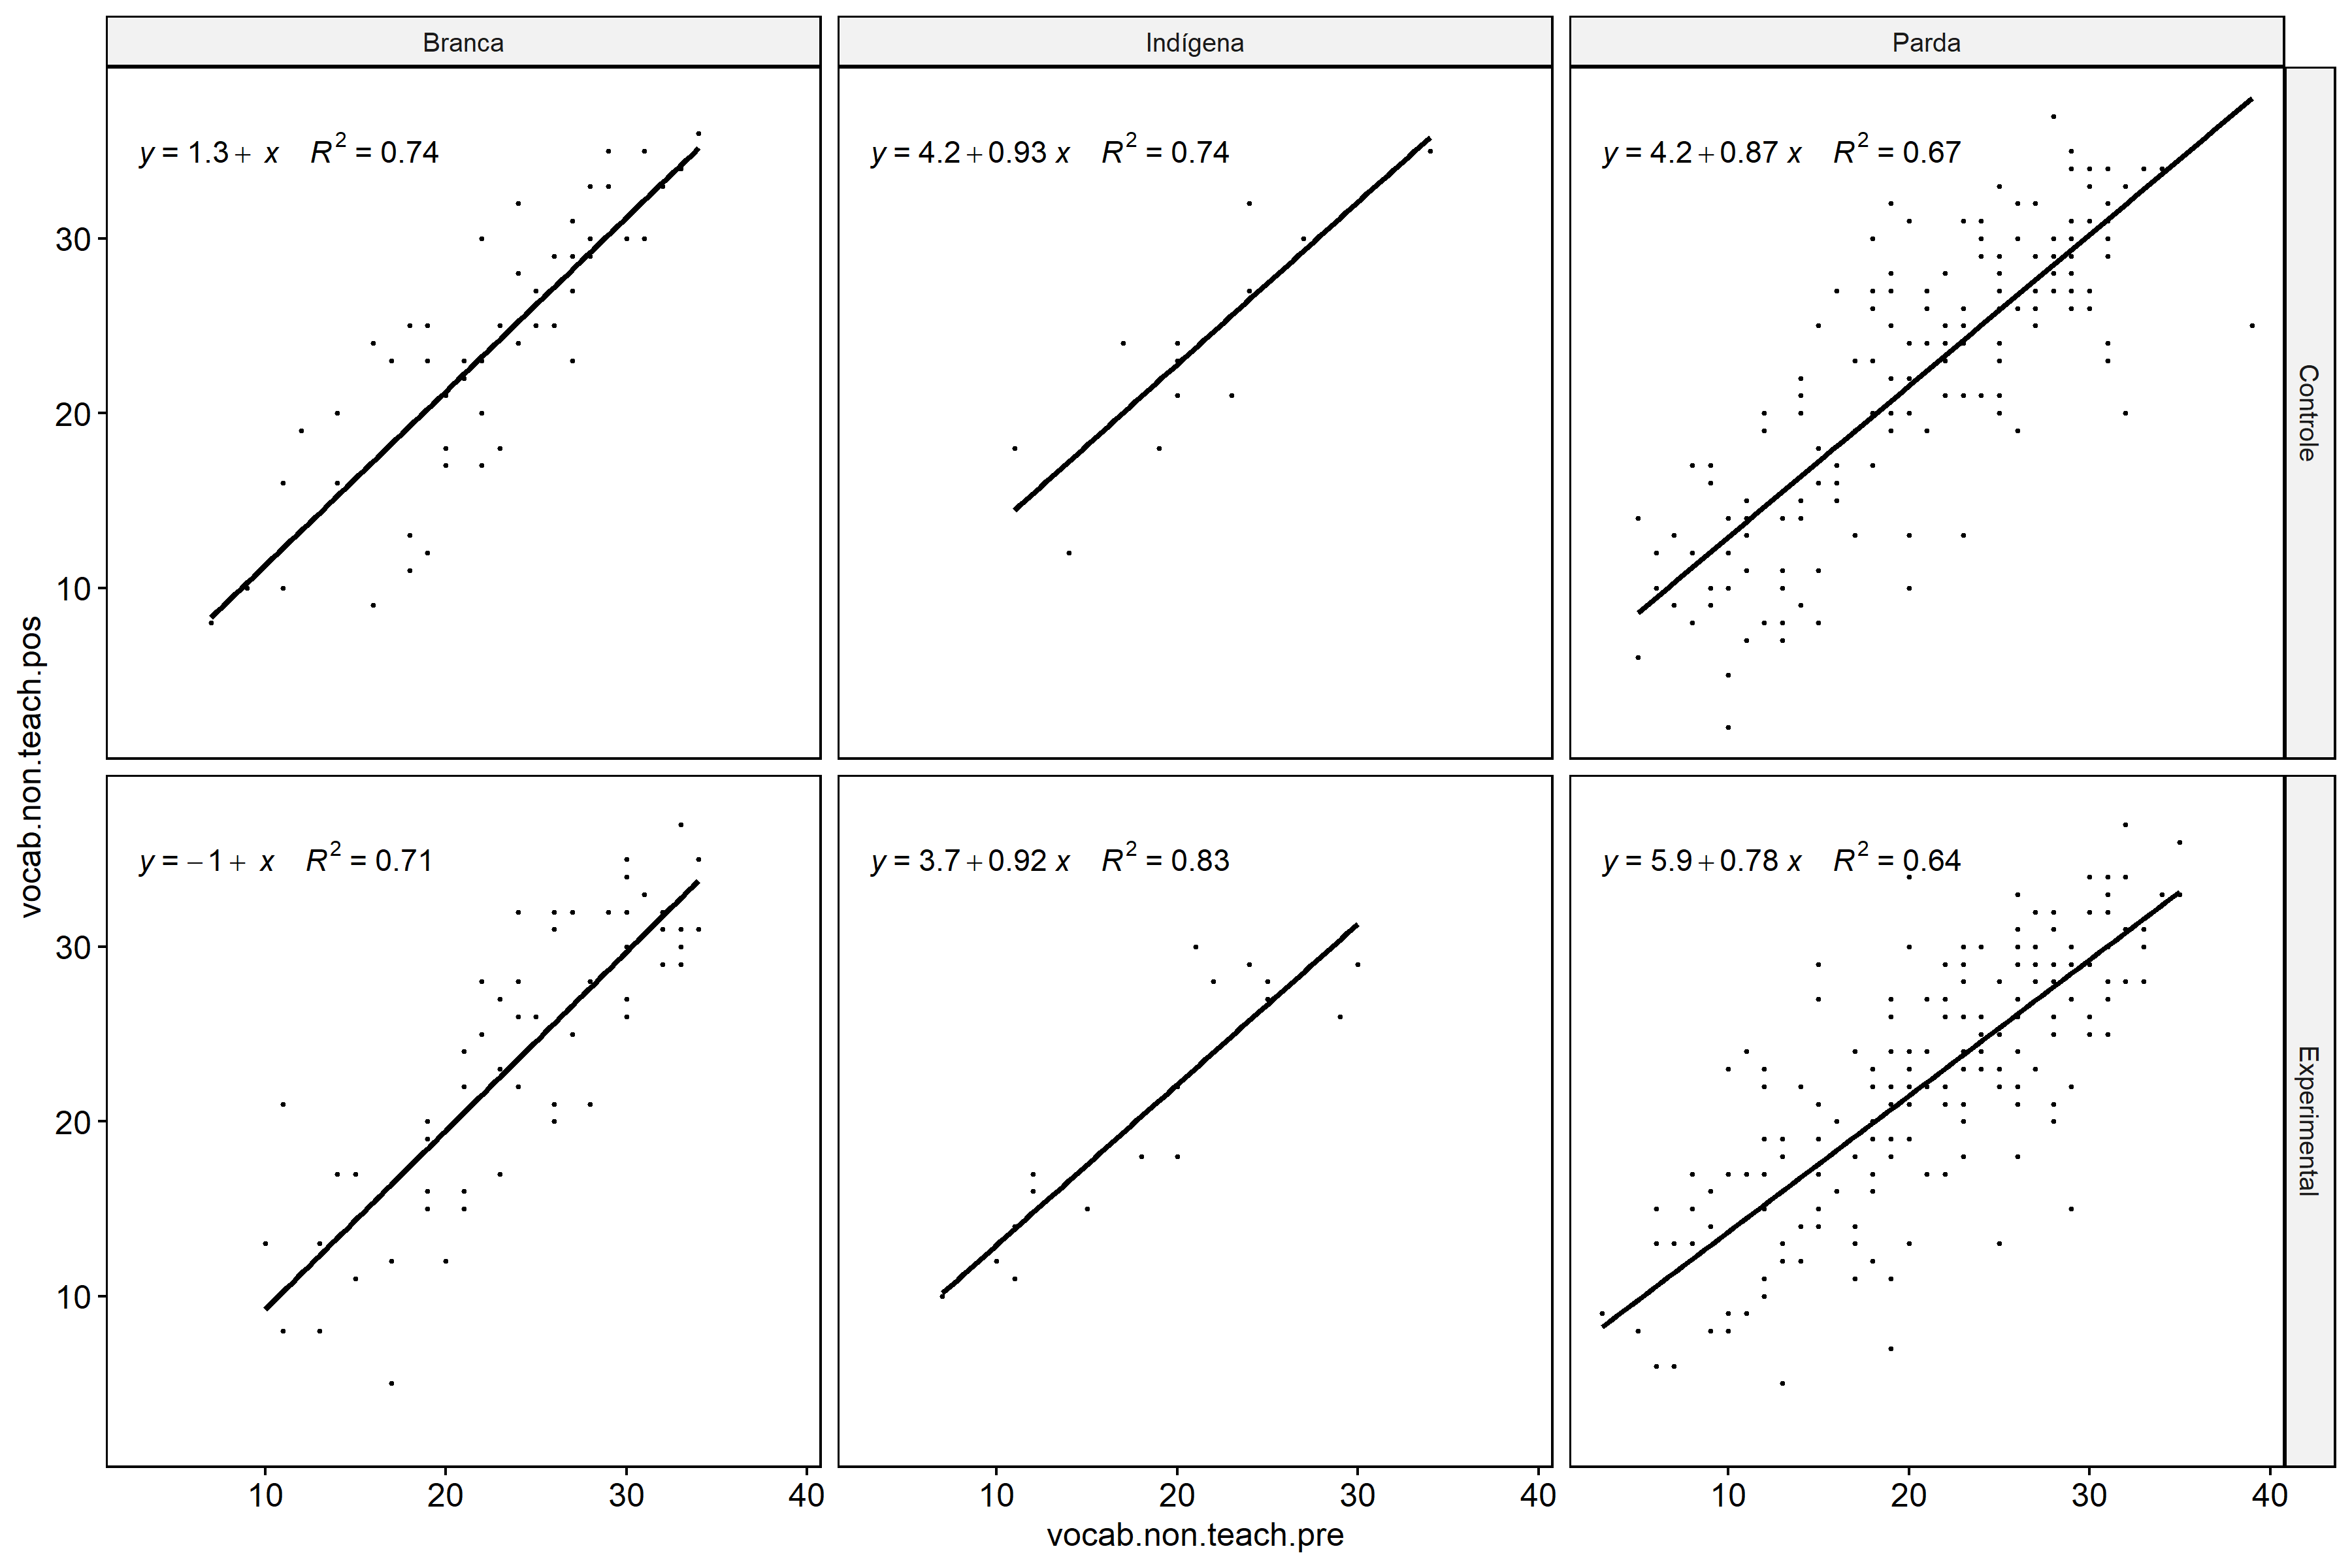 Branca Indígena Parda
y = 1.3 + x R² = 0.74
y = 4.2 + 0.93 x R² = 0.74
y = 4.2 + 0.87 x R² = 0.67
30
20
10
Controle
y = − 1 + x R² = 0.71
y = 3.7 + 0.92 x R² = 0.83
y = 5.9 + 0.78 x R² = 0.64
30
20
10
Experimental
vocab.non.teach.pos
10 20 30 40 10 20 30 40 10 20 30 40
vocab.non.teach.pre